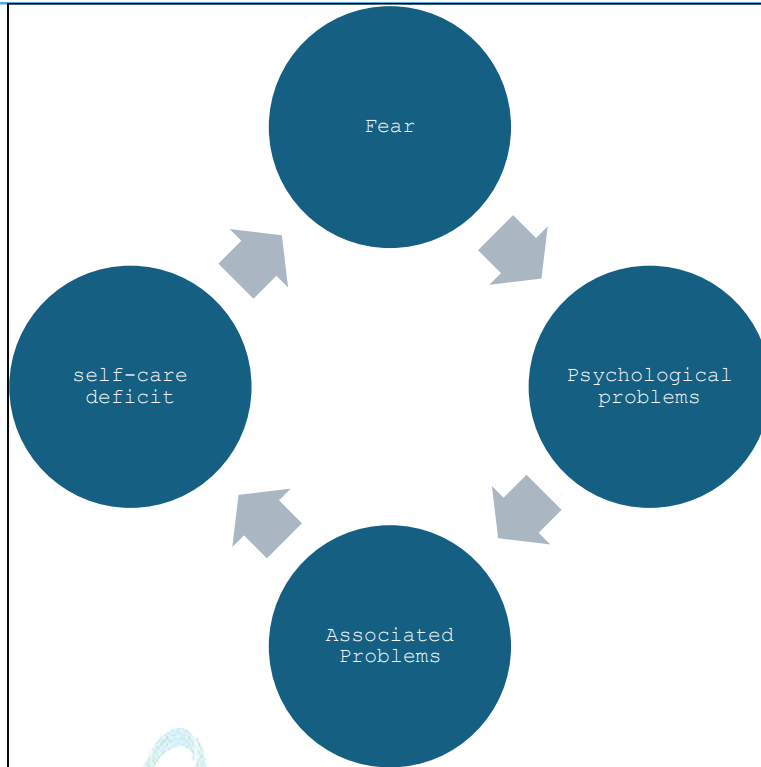 Fear
Psychological
problems
Associated
Problems
self-care
deficit